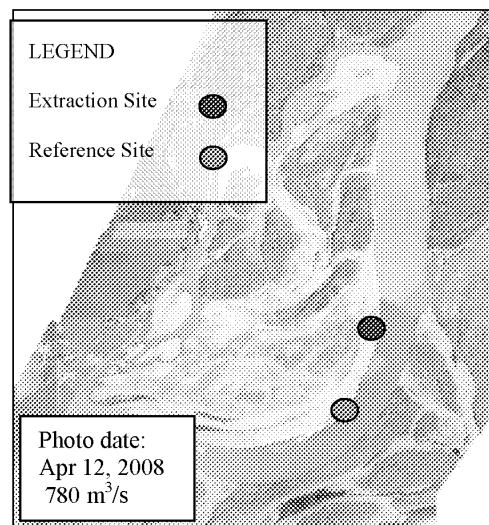 LEGEND
Extraction Site
Reference Site
Photo date:
Apr 12, 2008
780 m³/s